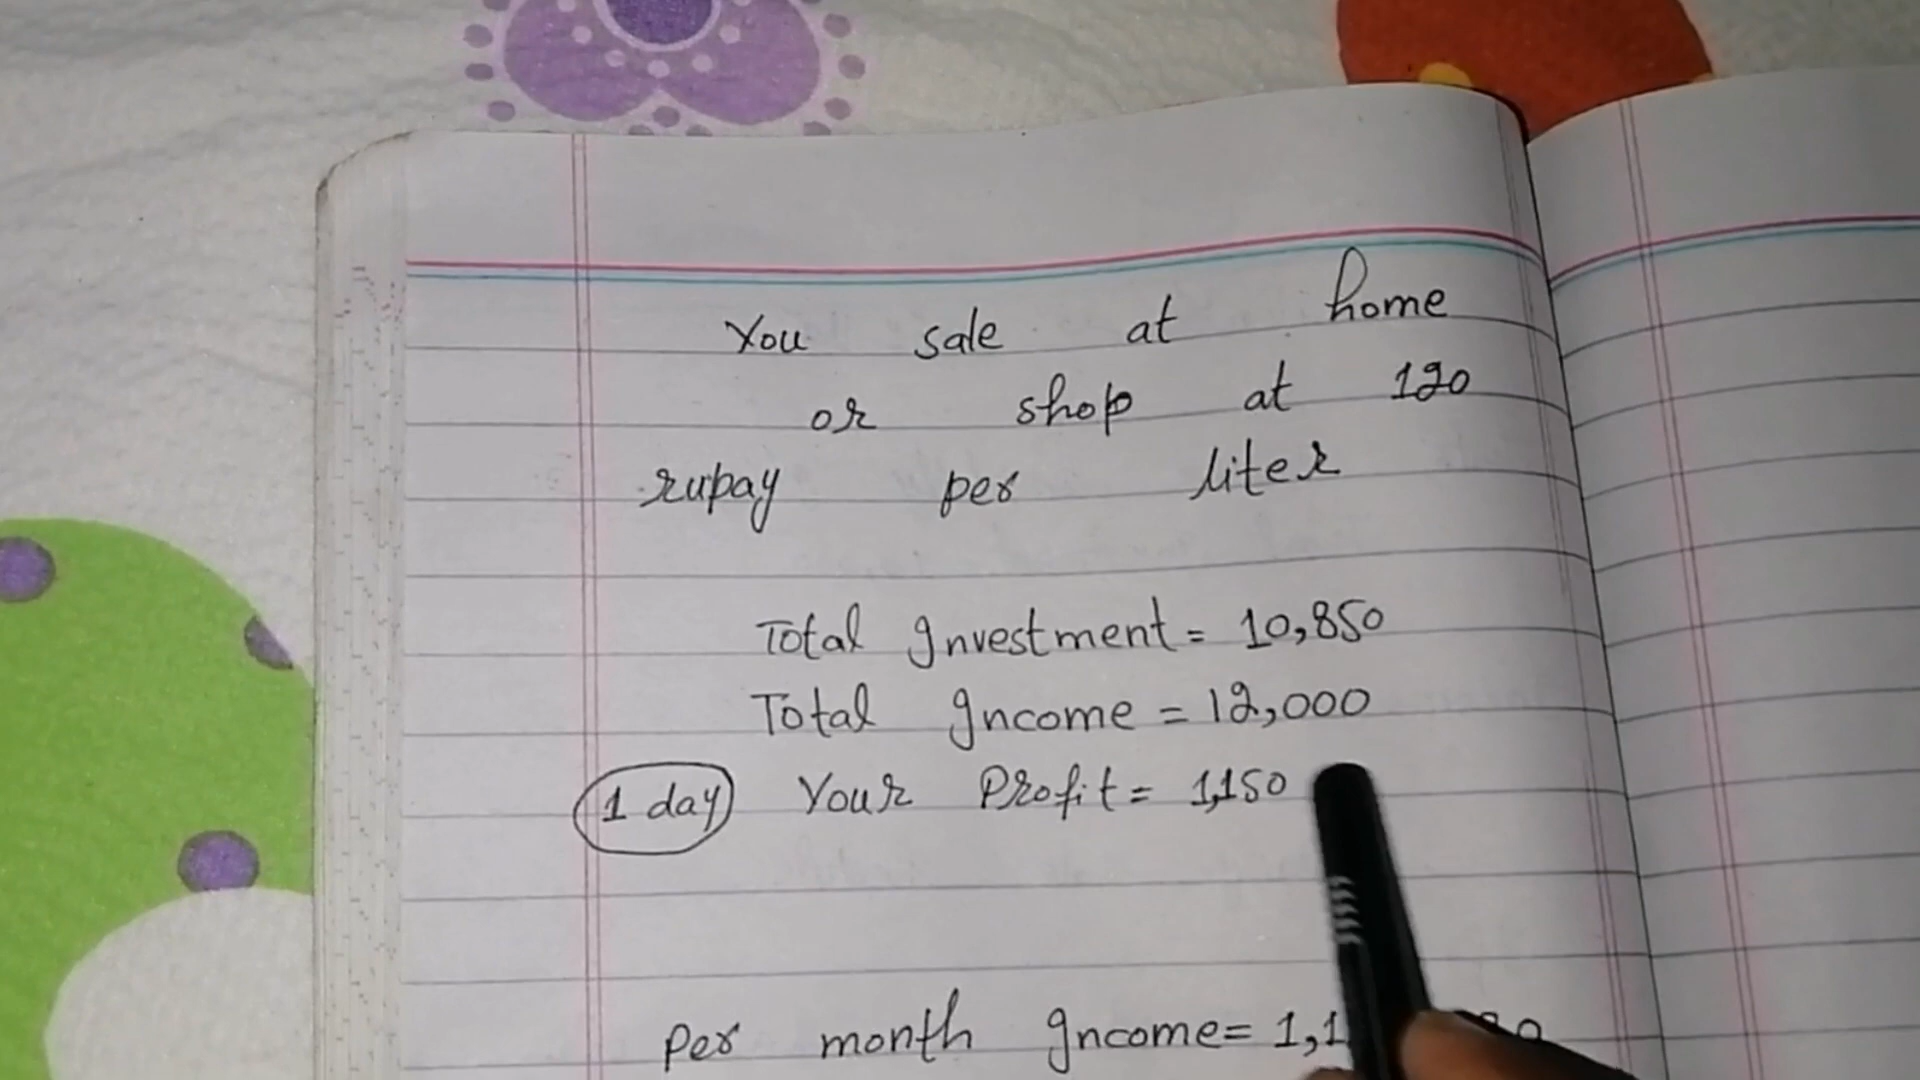 You sale at home
or shop at 120
rupay per liter
Total Investment = 10,850
Total Income = 12,000
1 day Your Profit = 1,150
Per month Income = 1,1